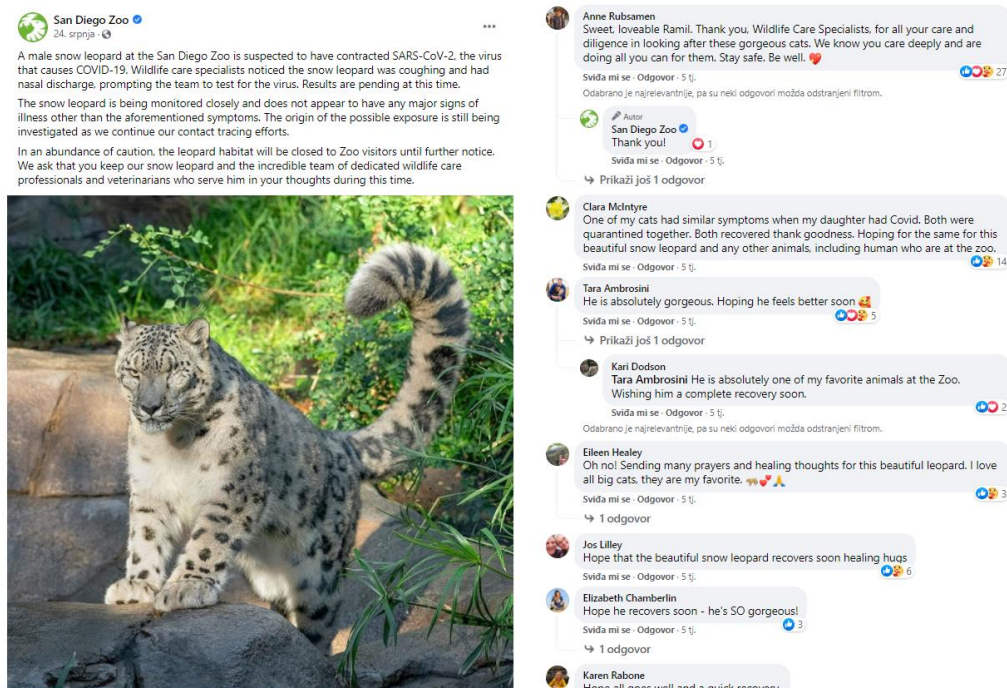 San Diego Zoo
24. srpnja ·
A male snow leopard at the San Diego Zoo is suspected to have contracted SARS-CoV-2, the virus
that causes COVID-19. Wildlife care specialists noticed the snow leopard was coughing and had
nasal discharge, prompting the team to test for the virus. Results are pending at this time.
The snow leopard is being monitored closely and does not appear to have any major signs of
illness other than the aforementioned symptoms. The origin of the possible exposure is still being
investigated as we continue our contact tracing efforts.
In an abundance of caution, the leopard habitat will be closed to Zoo visitors until further notice.
We ask that you keep our snow leopard and the incredible team of dedicated wildlife care
professionals and veterinarians who serve him in your thoughts during this time.
Anne Rubsamen
Sweet, loveable Ramil. Thank you, Wildlife Care Specialists, for all your care and
diligence in looking after these gorgeous cats. We know you care deeply and are
doing all you can for them. Stay safe. Be well. ❤️
27
Sviđa mi se · Odgovor · 5 tj.
Odabrano je najrelevantnije, pa su neki odgovori možda odstranjeni filtrom.
Autor
San Diego Zoo
Thank you!
1
Sviđa mi se · Odgovor · 5 tj.
Prikaži još 1 odgovor
Clara McIntyre
One of my cats had similar symptoms when my daughter had Covid. Both were
quarantined together. Both recovered thank goodness. Hoping for the same for this
beautiful snow leopard and any other animals, including human who are at the zoo.
14
Sviđa mi se · Odgovor · 5 tj.
Tara Ambrosini
He is absolutely gorgeous. Hoping he feels better soon 🥰
5
Sviđa mi se · Odgovor · 5 tj.
Prikaži još 1 odgovor
Kari Dodson
Tara Ambrosini He is absolutely one of my favorite animals at the Zoo.
Wishing him a complete recovery soon.
2
Sviđa mi se · Odgovor · 5 tj.
Odabrano je najrelevantnije, pa su neki odgovori možda odstranjeni filtrom.
Eileen Healey
Oh no! Sending many prayers and healing thoughts for this beautiful leopard. I love
all big cats, they are my favorite. 🐅💕🙏
3
Sviđa mi se · Odgovor · 5 tj.
1 odgovor
Jos Lilley
Hope that the beautiful snow leopard recovers soon healing hugs
6
Sviđa mi se · Odgovor · 5 tj.
Elizabeth Chamberlin
Hope he recovers soon - he's SO gorgeous!
3
Sviđa mi se · Odgovor · 5 tj.
1 odgovor
Karen Rabone
Hope all goes well and a quick recovery